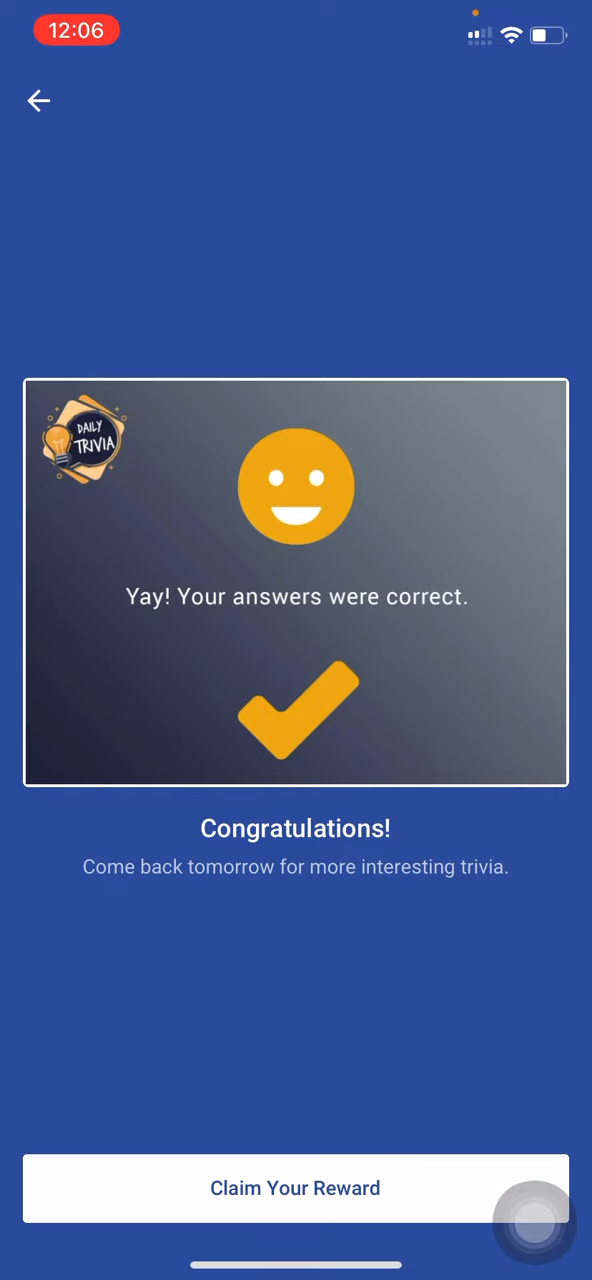 12:06
DAILY
TRIVIA
Yay! Your answers were correct.
Congratulations!
Come back tomorrow for more interesting trivia.
Claim Your Reward